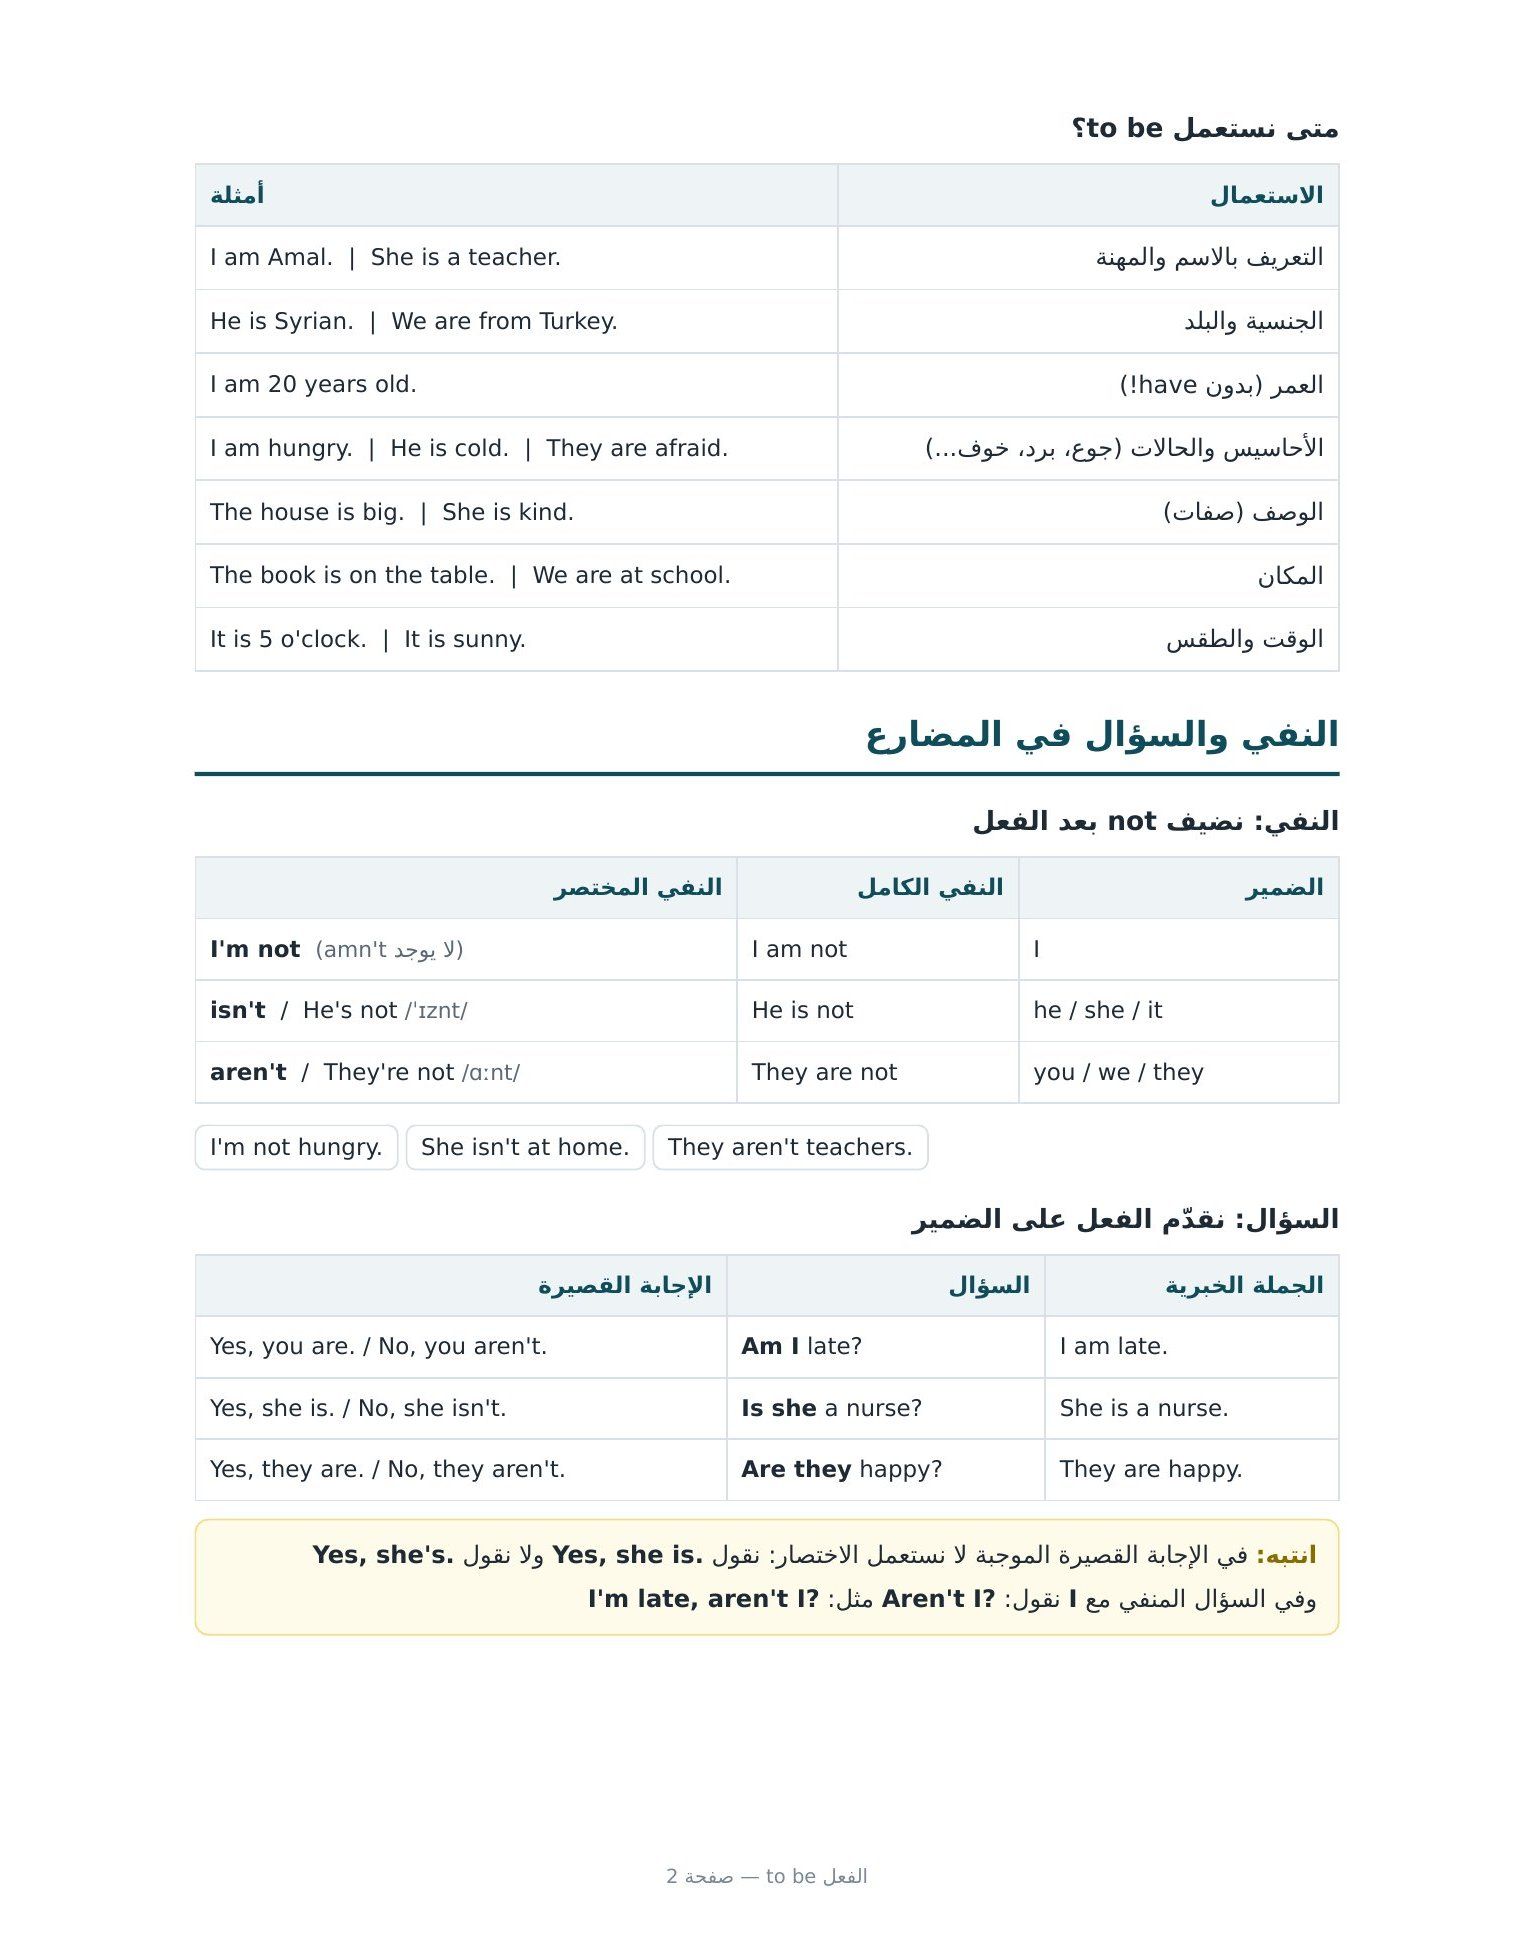 متى نستعمل to be؟
الاستعمال أمثلة
التعريف بالاسم والمهنة I am Amal. | She is a teacher.
الجنسية والبلد He is Syrian. | We are from Turkey.
العمر (بدون have!) I am 20 years old.
الأحاسيس والحالات (جوع، برد، خوف...) I am hungry. | He is cold. | They are afraid.
الوصف (صفات) The house is big. | She is kind.
المكان The book is on the table. | We are at school.
الوقت والطقس It is 5 o'clock. | It is sunny.
النفي والسؤال في المضارع
النفي: نضيف not بعد الفعل
الضمير النفي الكامل النفي المختصر
I I am not I'm not (amn't لا يوجد)
he / she / it He is not isn't / He's not /ˈɪznt/
you / we / they They are not aren't / They're not /ɑːnt/
I'm not hungry. She isn't at home. They aren't teachers.
السؤال: نقدّم الفعل على الضمير
الجملة الخبرية السؤال الإجابة القصيرة
I am late. Am I late? Yes, you are. / No, you aren't.
She is a nurse. Is she a nurse? Yes, she is. / No, she isn't.
They are happy. Are they happy? Yes, they are. / No, they aren't.
انتبه: في الإجابة القصيرة الموجبة لا نستعمل الاختصار: نقول Yes, she is. ولا نقول Yes, she's.
وفي السؤال المنفي مع I نقول: Aren't I? مثل: I'm late, aren't I?
الفعل to be — صفحة 2